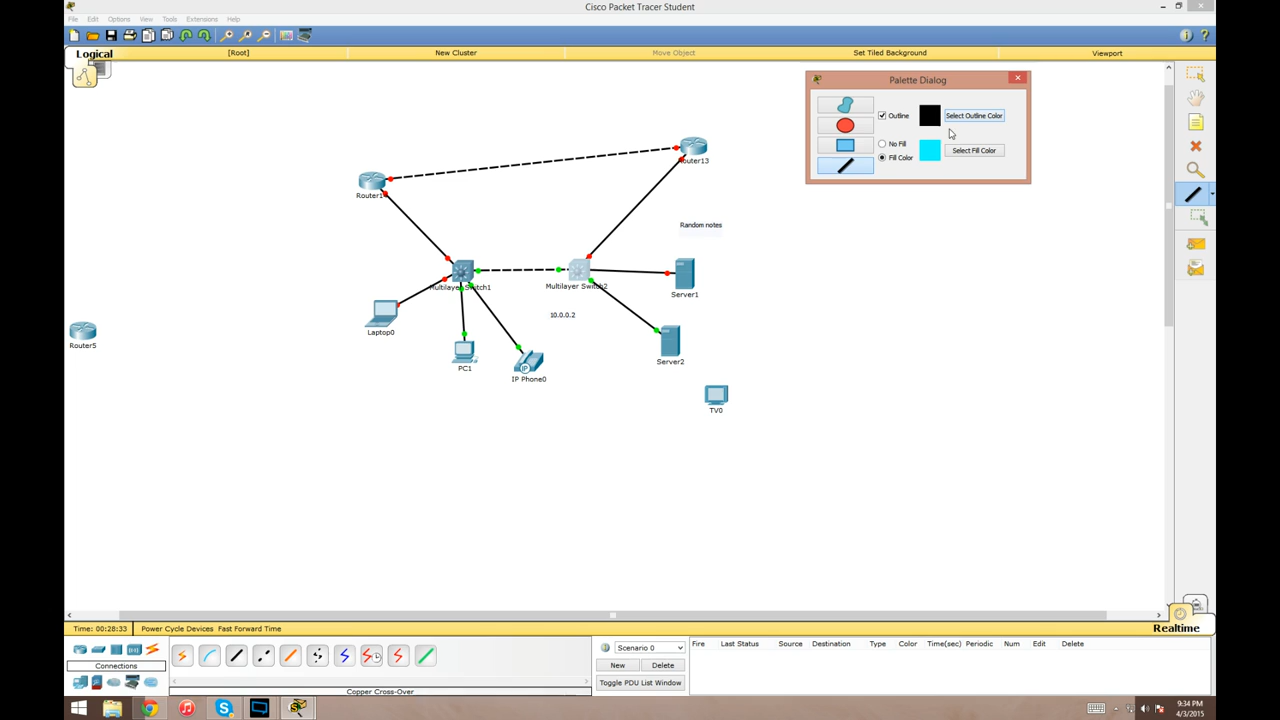 Cisco Packet Tracer Student
File Edit Options View Tools Extensions Help
Logical [Root] New Cluster Move Object Set Tiled Background Viewport
Palette Dialog
Outline Select Outline Color
No Fill
Fill Color Select Fill Color
Router13
Router1
Random notes
Multilayer Switch1
Multilayer Switch2
Server1
10.0.0.2
Laptop0
Router5
Server2
PC1
IP
IP Phone0
TV0
Time: 00:28:33 Power Cycle Devices Fast Forward Time
Realtime
Connections
Copper Cross-Over
Scenario 0
New Delete
Toggle PDU List Window
Fire Last Status Source Destination Type Color Time(sec) Periodic Num Edit Delete
9:34 PM
4/3/2015